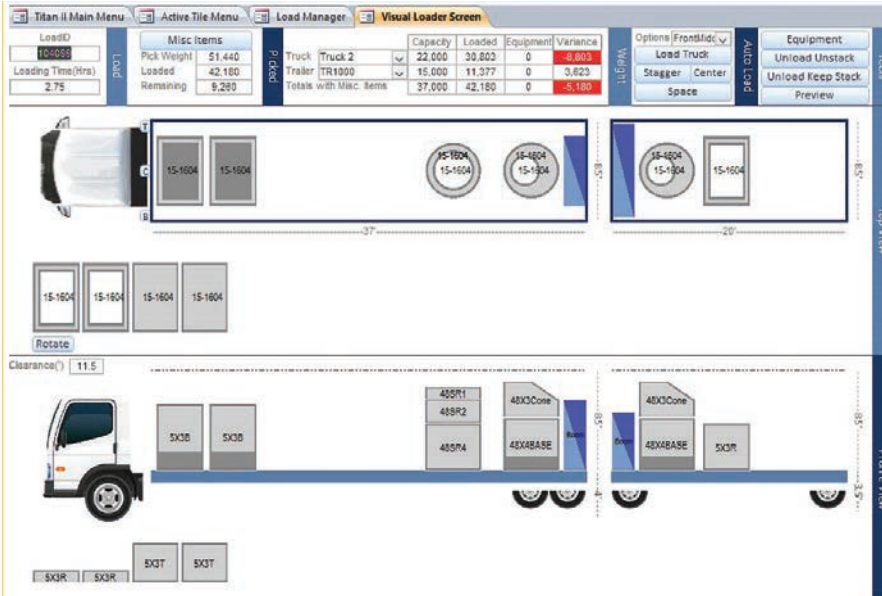 Titan II Main Menu Active Tile Menu Load Manager Visual Loader Screen
LoadID
104066
Loading Time(Hrs)
2.75
Load
Misc Items
Pick Weight 51,440
Loaded 42,180
Remaining 9,260
Picked
Capacity Loaded Equipment Variance
Truck Truck 2 22,000 30,803 0 -8,803
Trailer TR1000 15,000 11,377 0 3,623
Totals with Misc. Items 37,000 42,180 0 -5,180
Weight
Options FrontMidd
Load Truck
Stagger Center
Space
Auto Load
Equipment
Unload Unstack
Unload Keep Stack
Preview
T
C
B
15-1604 15-1604 15-1604 15-1604 15-1604
15-1604 15-1604 15-1604 15-1604
8.5' 8.5'
37' 20'
Top View
15-1604 15-1604 15-1604 15-1604
Rotate
Clearance(') 11.5
48SR1 48X3Cone 48X3Cone
48SR2
5X3B 5X3B 48SR4 48X4BASE Boom Boom 48X4BASE 5X3R
8.5' 8.5'
4' 3.5'
5X3R 5X3R 5X3T 5X3T